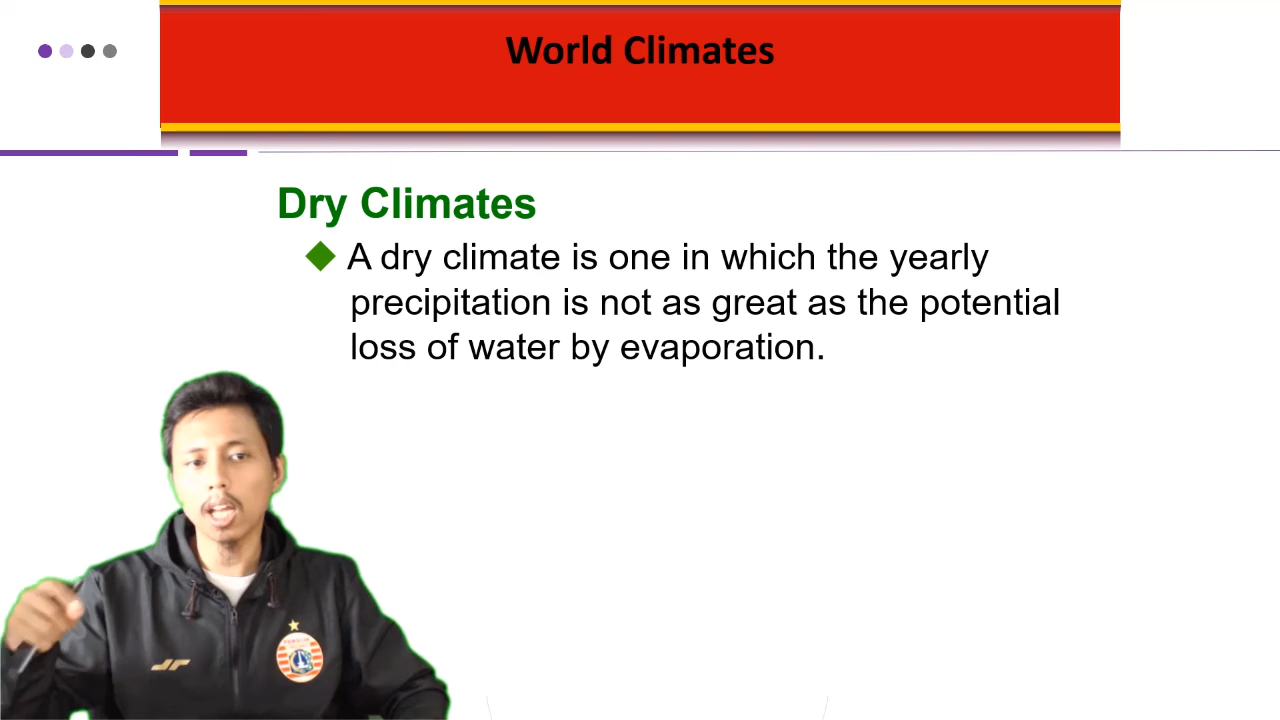 World Climates
Dry Climates
A dry climate is one in which the yearly
precipitation is not as great as the potential
loss of water by evaporation.